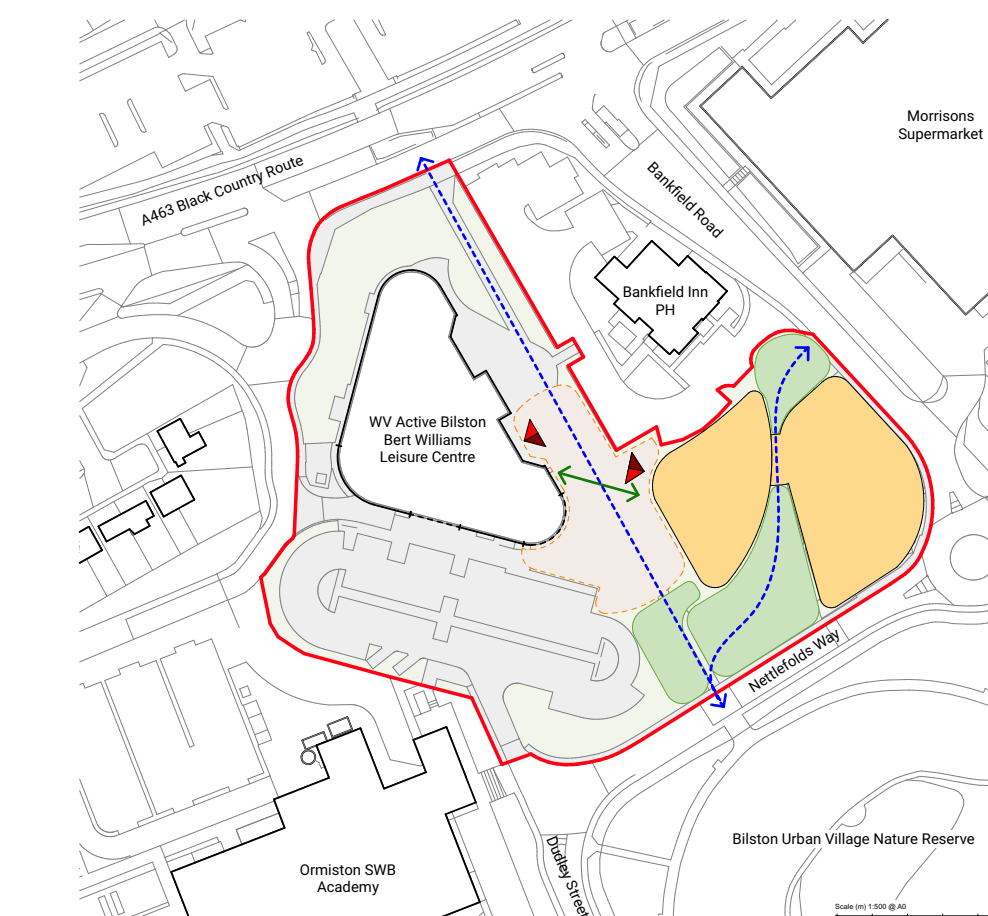 Morrisons
Supermarket
A463 Black Country Route
Bankfield Road
Bankfield Inn
PH
WV Active Bilston
Bert Williams
Leisure Centre
Nettlefolds Way
Bilston Urban Village Nature Reserve
Ormiston SWB
Academy
Dudley Street
Scale (m) 1:500 @ A0